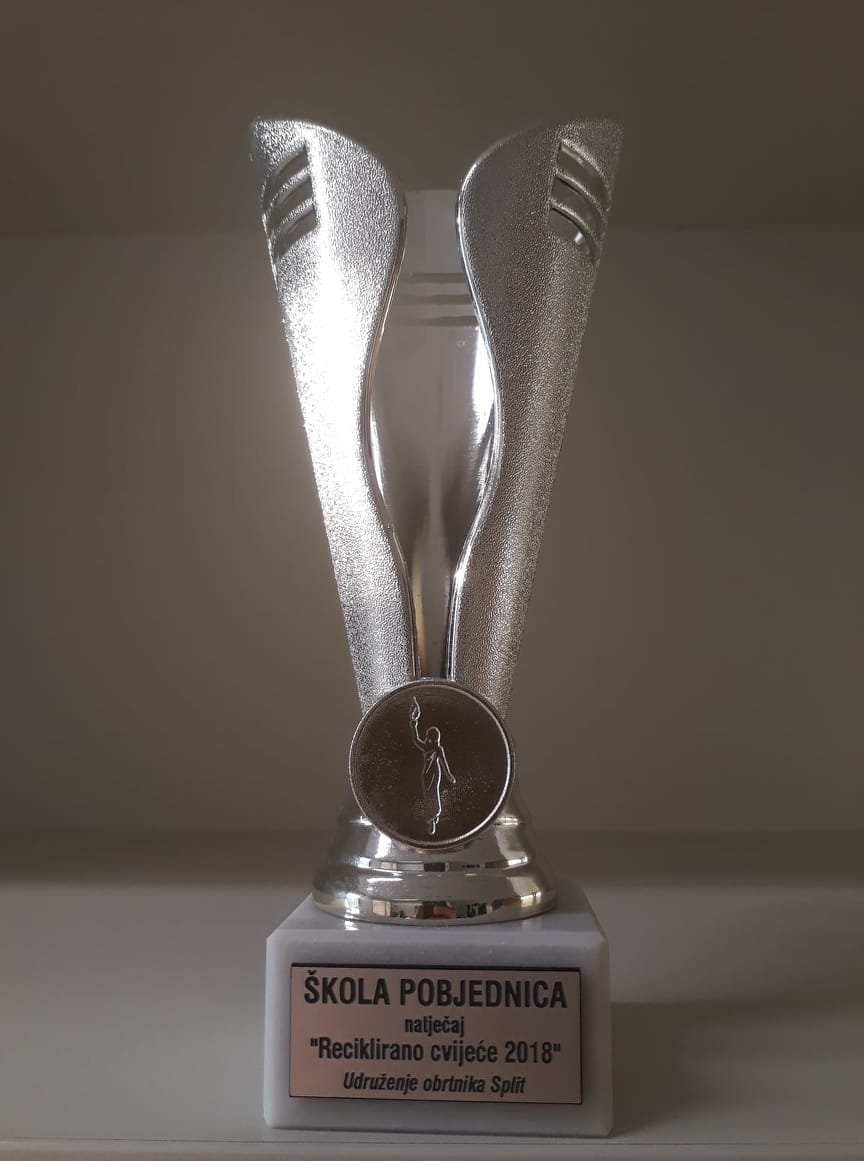 ŠKOLA POBJEDNICA
natječaj
"Reciklirano cvijeće 2018"
Udruženje obrtnika Split